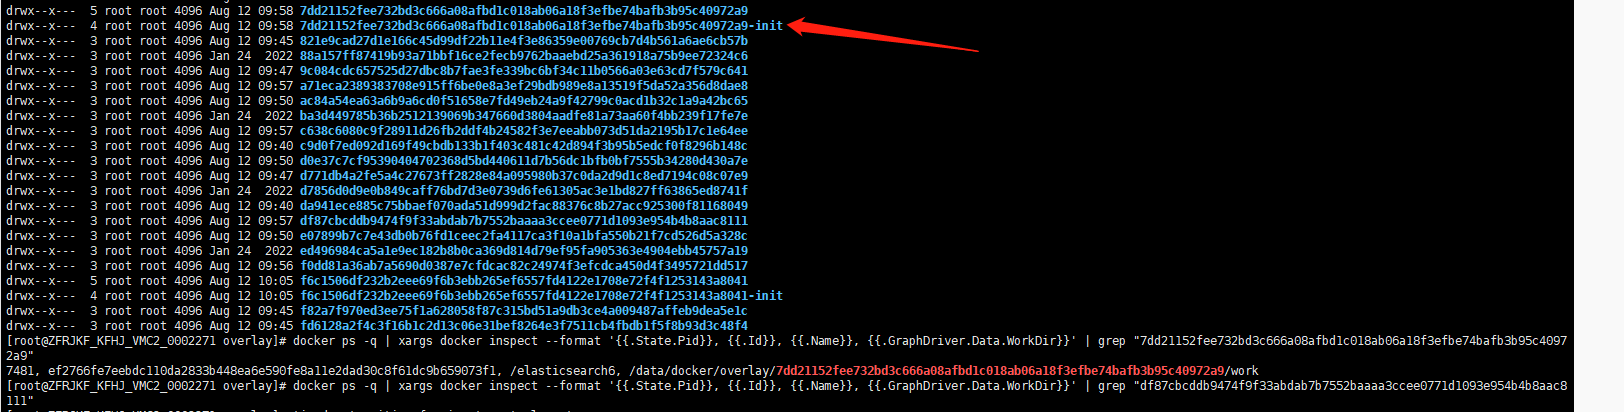 drwx--x--- 5 root root 4096 Aug 12 09:58 7dd21152fee732bd3c666a08afbd1c018ab06a18f3efbe74bafb3b95c40972a9
drwx--x--- 4 root root 4096 Aug 12 09:58 7dd21152fee732bd3c666a08afbd1c018ab06a18f3efbe74bafb3b95c40972a9-init
drwx--x--- 3 root root 4096 Aug 12 09:45 821e9cad27d1e166c45d99df22b11e4f3e86359e00769cb7d4b561a6ae6cb57b
drwx--x--- 3 root root 4096 Jan 24 2022 88a157ff87419b93a71bbf16ce2fecb9762baaebd25a361918a75b9ee72324c6
drwx--x--- 3 root root 4096 Aug 12 09:47 9c084cdc657525d27dbc8b7fae3fe339bc6bf34c11b0566a03e63cd7f579c641
drwx--x--- 3 root root 4096 Aug 12 09:57 a71eca2389383708e915ff6be0e8a3ef29bdb989e8a13519f5da52a356d8dae8
drwx--x--- 3 root root 4096 Aug 12 09:50 ac84a54ea63a6b9a6cd0f51658e7fd49eb24a9f42799c0acd1b32c1a9a42bc65
drwx--x--- 3 root root 4096 Jan 24 2022 ba3d449785b36b2512139069b347660d3804aadfe81a73aa60f4bb239f17fe7e
drwx--x--- 3 root root 4096 Aug 12 09:57 c638c6080c9f28911d26fb2ddf4b24582f3e7eeabb073d51da2195b17c1e64ee
drwx--x--- 3 root root 4096 Aug 12 09:40 c9d0f7ed092d169f49cbdb133b1f403c481c42d894f3b95b5edcf0f8296b148c
drwx--x--- 3 root root 4096 Aug 12 09:50 d0e37c7cf95390404702368d5bd440611d7b56dc1bfb0bf7555b34280d430a7e
drwx--x--- 3 root root 4096 Aug 12 09:47 d771db4a2fe5a4c27673ff2828e84a095980b37c0da2d9d1c8ed7194c08c07e9
drwx--x--- 3 root root 4096 Jan 24 2022 d7856d0d9e0b849caff76bd7d3e0739d6fe61305ac3e1bd827ff63865ed8741f
drwx--x--- 3 root root 4096 Aug 12 09:40 da941ece885c75bbaef070ada51d999d2fac88376c8b27acc925300f81168049
drwx--x--- 3 root root 4096 Aug 12 09:57 df87cbcddb9474f9f33abdab7b7552baaaa3ccee0771d1093e954b4b8aac8111
drwx--x--- 3 root root 4096 Aug 12 09:50 e07899b7c7e43db0b76fd1ceec2fa4117ca3f10a1bfa550b21f7cd526d5a328c
drwx--x--- 3 root root 4096 Jan 24 2022 ed496984ca5a1e9ec182b8b0ca369d814d79ef95fa905363e4904ebb45757a19
drwx--x--- 3 root root 4096 Aug 12 09:56 f0dd81a36ab7a5690d0387e7cfdcac82c24974f3efcdca450d4f3495721dd517
drwx--x--- 5 root root 4096 Aug 12 10:05 f6c1506df232b2eee69f6b3ebb265ef6557fd4122e1708e72f4f1253143a8041
drwx--x--- 4 root root 4096 Aug 12 10:05 f6c1506df232b2eee69f6b3ebb265ef6557fd4122e1708e72f4f1253143a8041-init
drwx--x--- 3 root root 4096 Aug 12 09:45 f82a7f970ed3ee75f1a628058f87c315bd51a9db3ce4a009487affeb9dea5e1c
drwx--x--- 3 root root 4096 Aug 12 09:45 fd6128a2f4c3f16b1c2d13c06e31bef8264e3f7511cb4fbdb1f5f8b93d3c48f4
[root@ZFRJKF_KFHJ_VMC2_0002271 overlay]# docker ps -q | xargs docker inspect --format '{{.State.Pid}}, {{.Id}}, {{.Name}}, {{.GraphDriver.Data.WorkDir}}' | grep "7dd21152fee732bd3c666a08afbd1c018ab06a18f3efbe74bafb3b95c4097
2a9"
7481, ef2766fe7eebdc110da2833b448ea6e590fe8a11e2dad30c8f61dc9b659073f1, /elasticsearch6, /data/docker/overlay/7dd21152fee732bd3c666a08afbd1c018ab06a18f3efbe74bafb3b95c40972a9/work
[root@ZFRJKF_KFHJ_VMC2_0002271 overlay]# docker ps -q | xargs docker inspect --format '{{.State.Pid}}, {{.Id}}, {{.Name}}, {{.GraphDriver.Data.WorkDir}}' | grep "df87cbcddb9474f9f33abdab7b7552baaaa3ccee0771d1093e954b4b8aac8
111"